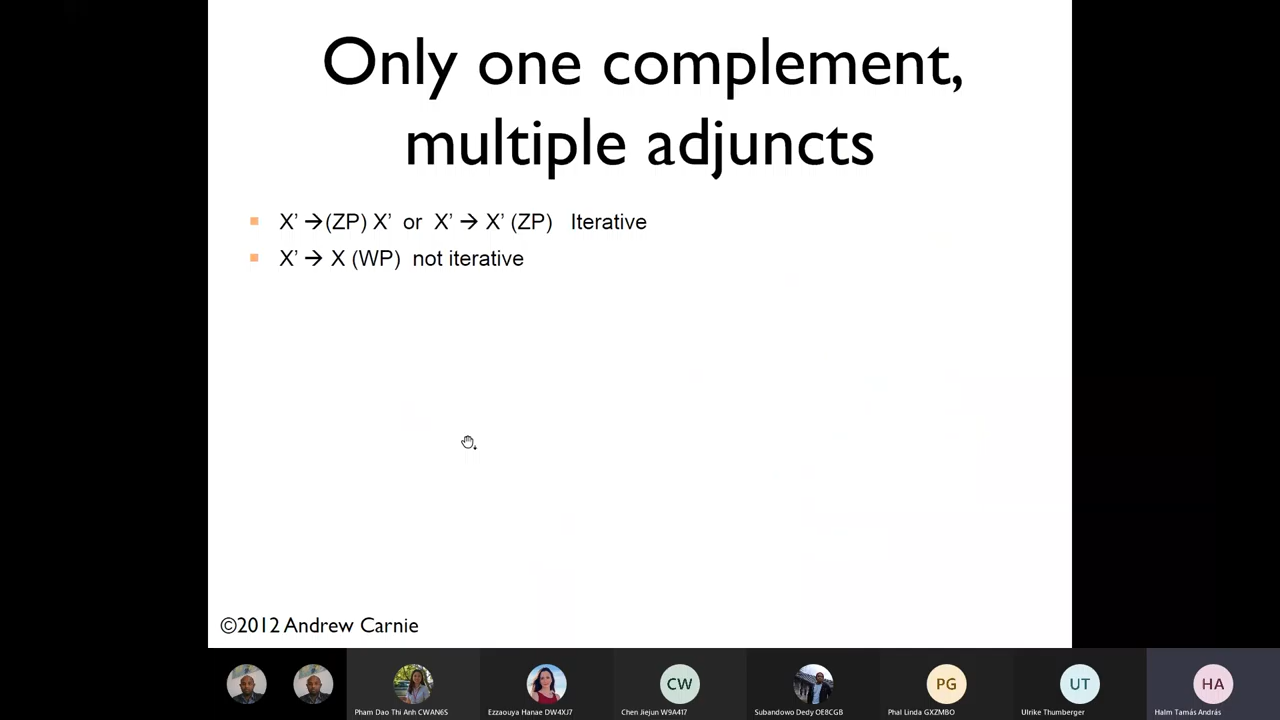 Only one complement,
multiple adjuncts
X’ →(ZP) X’ or X’ → X’ (ZP) Iterative
X’ → X (WP) not iterative
©2012 Andrew Carnie
CW
PG
UT
HA
Pham Dao Thi Anh CWAN6S
Ezzaouya Hanae DW4XJ7
Chen Jiejun W9A417
Subandowo Dedy OE8CGB
Phal Linda GXZMBO
Ulrike Thumberger
Halm Tamás András